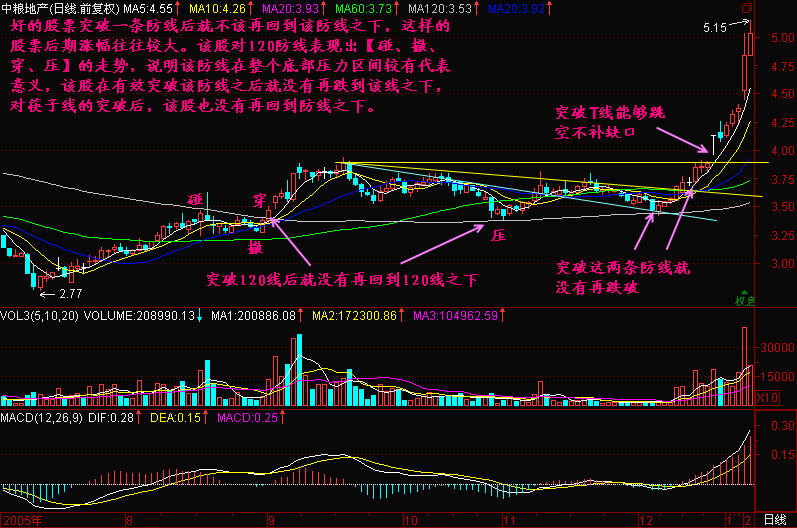 中粮地产(日线.前复权) MA5:4.55↑ MA10:4.26↑ MA20:3.93↑ MA60:3.73↑ MA120:3.53↑ MA20:3.93↑
好的股票突破一条防线后就不该再回到该防线之下，这样的
股票后期涨幅往往较大。该股对120防线表现出【碰、撳、
穿、压】的走势，说明该防线在整个底部压力区间较有代表
意义，该股在有效突破该防线之后就没有再跌到该线之下，
对筷子线的突破后，该股也没有再回到防线之下。
5.15
5.00
4.75
4.50
4.25
4.00
3.75
3.50
3.25
3.00
突破T线能够跳
空不补缺口
碰
穿
撳
压
突破120线后就没有再回到120线之下
突破这两条防线就
没有再跌破
2.77
VOL3(5,10,20) VOLUME:208990.13↓ MA1:200886.08↑ MA2:172300.86↑ MA3:104962.59↑
30000
15000
X10
MACD(12,26,9) DIF:0.28↑ DEA:0.15↑ MACD:0.25↑
0.30
0.15
2005年 8 9 10 11 12 1 2 日线